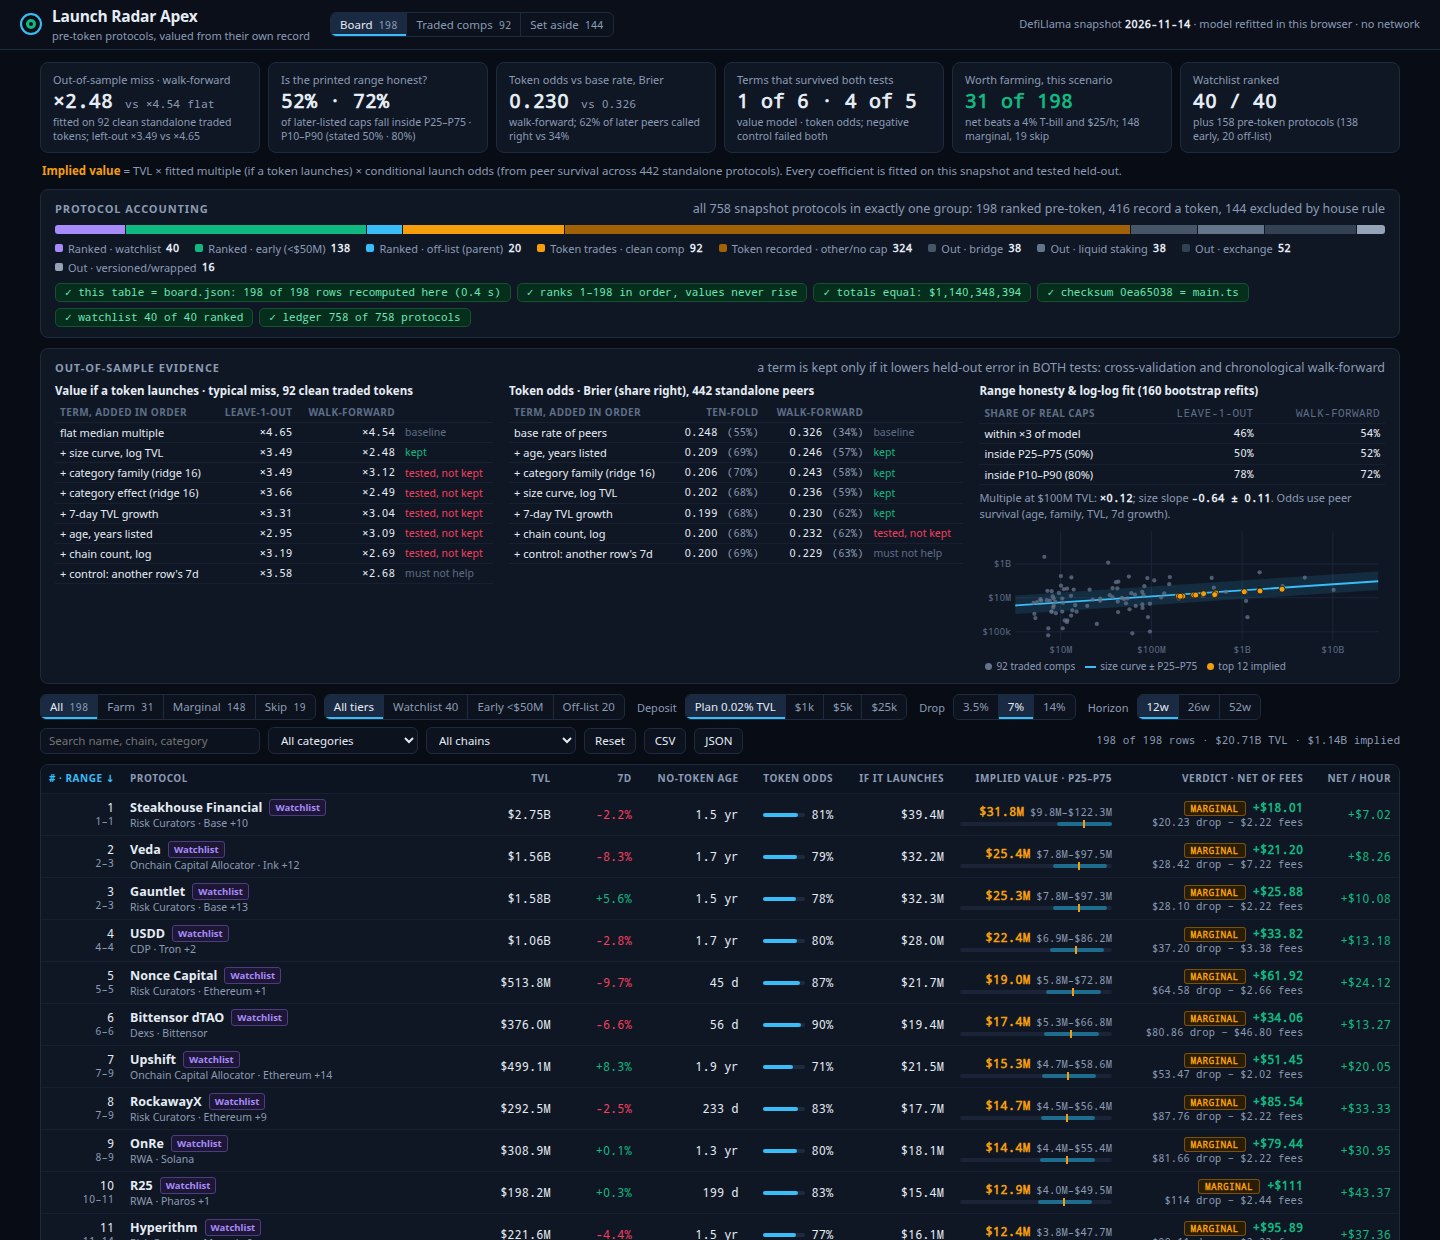 Launch Radar Apex
pre-token protocols, valued from their own record
Board 198 Traded comps 92 Set aside 144
DefiLlama snapshot 2026-11-14 · model refitted in this browser · no network
Out-of-sample miss · walk-forward
×2.48 vs ×4.54 flat
fitted on 92 clean standalone traded
tokens; left-out ×3.49 vs ×4.65
Is the printed range honest?
52% · 72%
of later-listed caps fall inside P25–P75 ·
P10–P90 (stated 50% · 80%)
Token odds vs base rate, Brier
0.230 vs 0.326
walk-forward; 62% of later peers called
right vs 34%
Terms that survived both tests
1 of 6 · 4 of 5
value model · token odds; negative
control failed both
Worth farming, this scenario
31 of 198
net beats a 4% T-bill and $25/h; 148
marginal, 19 skip
Watchlist ranked
40 / 40
plus 158 pre-token protocols (138
early, 20 off-list)
Implied value = TVL × fitted multiple (if a token launches) × conditional launch odds (from peer survival across 442 standalone protocols). Every coefficient is fitted on this snapshot and tested held-out.
PROTOCOL ACCOUNTING
all 758 snapshot protocols in exactly one group: 198 ranked pre-token, 416 record a token, 144 excluded by house rule
Ranked · watchlist 40 Ranked · early (<$50M) 138 Ranked · off-list (parent) 20 Token trades · clean comp 92 Token recorded · other/no cap 324 Out · bridge 38 Out · liquid staking 38 Out · exchange 52
Out · versioned/wrapped 16
✓ this table = board.json: 198 of 198 rows recomputed here (0.4 s) ✓ ranks 1–198 in order, values never rise ✓ totals equal: $1,140,348,394 ✓ checksum 0ea65038 = main.ts
✓ watchlist 40 of 40 ranked ✓ ledger 758 of 758 protocols
OUT-OF-SAMPLE EVIDENCE
a term is kept only if it lowers held-out error in BOTH tests: cross-validation and chronological walk-forward
Value if a token launches · typical miss, 92 clean traded tokens
TERM, ADDED IN ORDER LEAVE-1-OUT WALK-FORWARD
flat median multiple ×4.65 ×4.54 baseline
+ size curve, log TVL ×3.49 ×2.48 kept
+ category family (ridge 16) ×3.49 ×3.12 tested, not kept
+ category effect (ridge 16) ×3.66 ×2.49 tested, not kept
+ 7-day TVL growth ×3.31 ×3.04 tested, not kept
+ age, years listed ×2.95 ×3.09 tested, not kept
+ chain count, log ×3.19 ×2.69 tested, not kept
+ control: another row's 7d ×3.58 ×2.68 must not help
Token odds · Brier (share right), 442 standalone peers
TERM, ADDED IN ORDER TEN-FOLD WALK-FORWARD
base rate of peers 0.248 (55%) 0.326 (34%) baseline
+ age, years listed 0.209 (69%) 0.246 (57%) kept
+ category family (ridge 16) 0.206 (70%) 0.243 (58%) kept
+ size curve, log TVL 0.202 (68%) 0.236 (59%) kept
+ 7-day TVL growth 0.199 (68%) 0.230 (62%) kept
+ chain count, log 0.200 (68%) 0.232 (62%) tested, not kept
+ control: another row's 7d 0.200 (69%) 0.229 (63%) must not help
Range honesty & log-log fit (160 bootstrap refits)
SHARE OF REAL CAPS LEAVE-1-OUT WALK-FORWARD
within ×3 of model 46% 54%
inside P25–P75 (50%) 50% 52%
inside P10–P90 (80%) 78% 72%
Multiple at $100M TVL: ×0.12; size slope −0.64 ± 0.11. Odds use peer
survival (age, family, TVL, 7d growth).
$1B
$10M
$100k
$10M $100M $1B $10B
92 traded comps size curve ± P25–P75 top 12 implied
All 198 Farm 31 Marginal 148 Skip 19 All tiers Watchlist 40 Early <$50M Off-list 20 Deposit Plan 0.02% TVL $1k $5k $25k Drop 3.5% 7% 14% Horizon 12w 26w 52w
Search name, chain, category All categories All chains Reset CSV JSON 198 of 198 rows · $20.71B TVL · $1.14B implied
# · RANGE ↓ PROTOCOL TVL 7D NO-TOKEN AGE TOKEN ODDS IF IT LAUNCHES IMPLIED VALUE · P25–P75 VERDICT · NET OF FEES NET / HOUR
1 Steakhouse Financial Watchlist $2.75B -2.2% 1.5 yr 81% $39.4M $31.8M $9.8M–$122.3M MARGINAL +$18.01 +$7.02
1–1 Risk Curators · Base +10 $20.23 drop − $2.22 fees
2 Veda Watchlist $1.56B -8.3% 1.7 yr 79% $32.2M $25.4M $7.8M–$97.5M MARGINAL +$21.20 +$8.26
2–3 Onchain Capital Allocator · Ink +12 $28.42 drop − $7.22 fees
3 Gauntlet Watchlist $1.58B +5.6% 1.5 yr 78% $32.3M $25.3M $7.8M–$97.3M MARGINAL +$25.88 +$10.08
2–3 Risk Curators · Base +13 $28.10 drop − $2.22 fees
4 USDD Watchlist $1.06B -2.8% 1.7 yr 80% $28.0M $22.4M $6.9M–$86.2M MARGINAL +$33.82 +$13.18
4–4 CDP · Tron +2 $37.20 drop − $3.38 fees
5 Nonce Capital Watchlist $513.8M -9.7% 45 d 87% $21.7M $19.0M $5.8M–$72.8M MARGINAL +$61.92 +$24.12
5–5 Risk Curators · Ethereum +1 $64.58 drop − $2.66 fees
6 Bittensor dTAO Watchlist $376.0M -6.6% 56 d 90% $19.4M $17.4M $5.3M–$66.8M MARGINAL +$34.06 +$13.27
6–6 Dexs · Bittensor $80.86 drop − $46.80 fees
7 Upshift Watchlist $499.1M +8.3% 1.9 yr 71% $21.5M $15.3M $4.7M–$58.6M MARGINAL +$51.45 +$20.05
7–9 Onchain Capital Allocator · Ethereum +14 $53.47 drop − $2.02 fees
8 RockawayX Watchlist $292.5M -2.5% 233 d 83% $17.7M $14.7M $4.5M–$56.4M MARGINAL +$85.54 +$33.33
7–9 Risk Curators · Ethereum +9 $87.76 drop − $2.22 fees
9 OnRe Watchlist $308.9M +0.1% 1.3 yr 80% $18.1M $14.4M $4.4M–$55.4M MARGINAL +$79.44 +$30.95
8–9 RWA · Solana $81.66 drop − $2.22 fees
10 R25 Watchlist $198.2M +0.3% 199 d 83% $15.4M $12.9M $4.0M–$49.5M MARGINAL +$111 +$43.37
10–11 RWA · Pharos +1 $114 drop − $2.44 fees
11 Hyperithm Watchlist $221.6M -4.4% 1.4 yr 77% $16.1M $12.4M $3.8M–$47.7M MARGINAL +$95.89 +$37.36